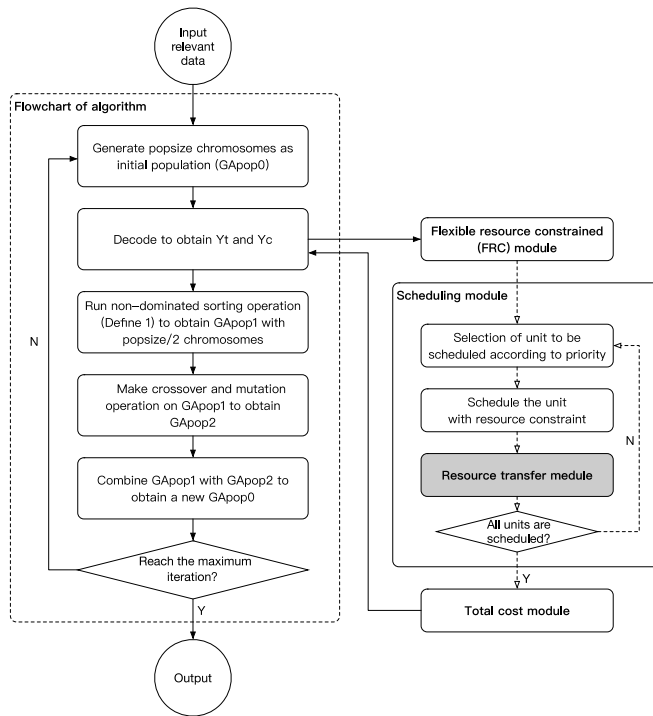 Input
relevant
data
Flowchart of algorithm
Generate popsize chromosomes as
initial population (GApop0)
Decode to obtain Yt and Yc
Run non-dominated sorting operation
(Define 1) to obtain GApop1 with
popsize/2 chromosomes
N
Make crossover and mutation
operation on GApop1 to obtain
GApop2
Combine GApop1 with GApop2 to
obtain a new GApop0
Reach the maximum
iteration?
Y
Output
Flexible resource constrained
(FRC) module
Scheduling module
Selection of unit to be
scheduled according to priority
Schedule the unit
with resource constraint
N
Resource transfer medule
All units are
scheduled?
Y
Total cost module